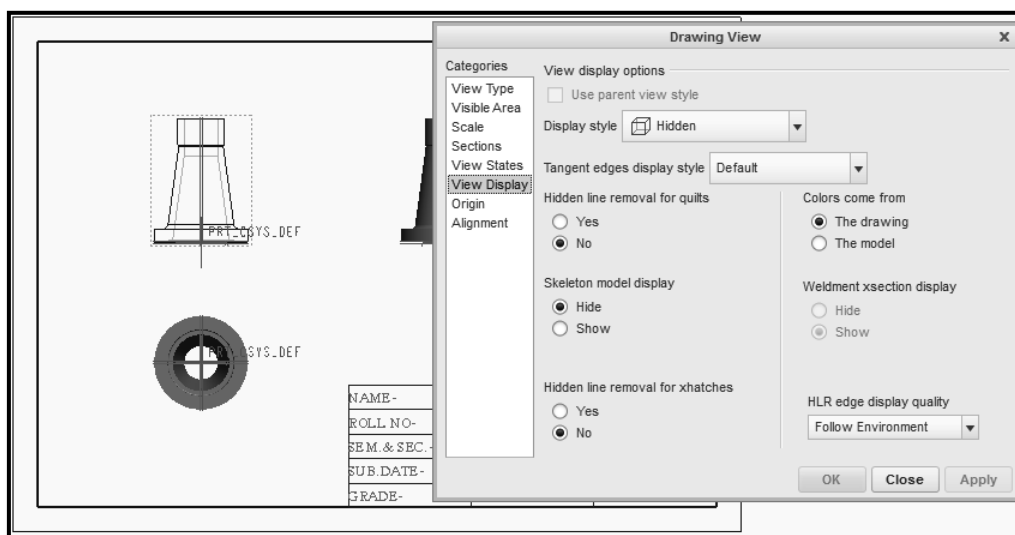 Drawing View
Categories
View Type
Visible Area
Scale
Sections
View States
View Display
Origin
Alignment
View display options
Use parent view style
Display style
Hidden
Tangent edges display style
Default
Hidden line removal for quilts
Yes
No
Colors come from
The drawing
The model
Skeleton model display
Hide
Show
Weldment xsection display
Hide
Show
Hidden line removal for xhatches
Yes
No
HLR edge display quality
Follow Environment
OK
Close
Apply
PRT_CSYS_DEF
PRT_CSYS_DEF
NAME-
ROLL NO-
SEM.& SEC.-
SUB.DATE-
GRADE-